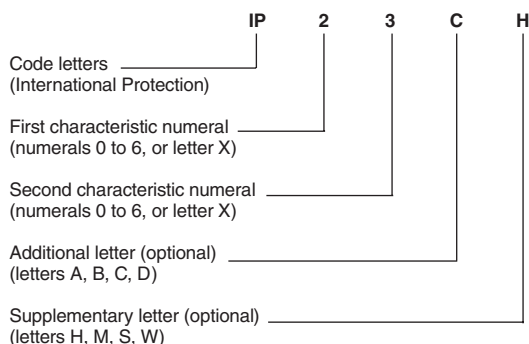 IP 2 3 C H
Code letters
(International Protection)
First characteristic numeral
(numerals 0 to 6, or letter X)
Second characteristic numeral
(numerals 0 to 6, or letter X)
Additional letter (optional)
(letters A, B, C, D)
Supplementary letter (optional)
(letters H, M, S, W)